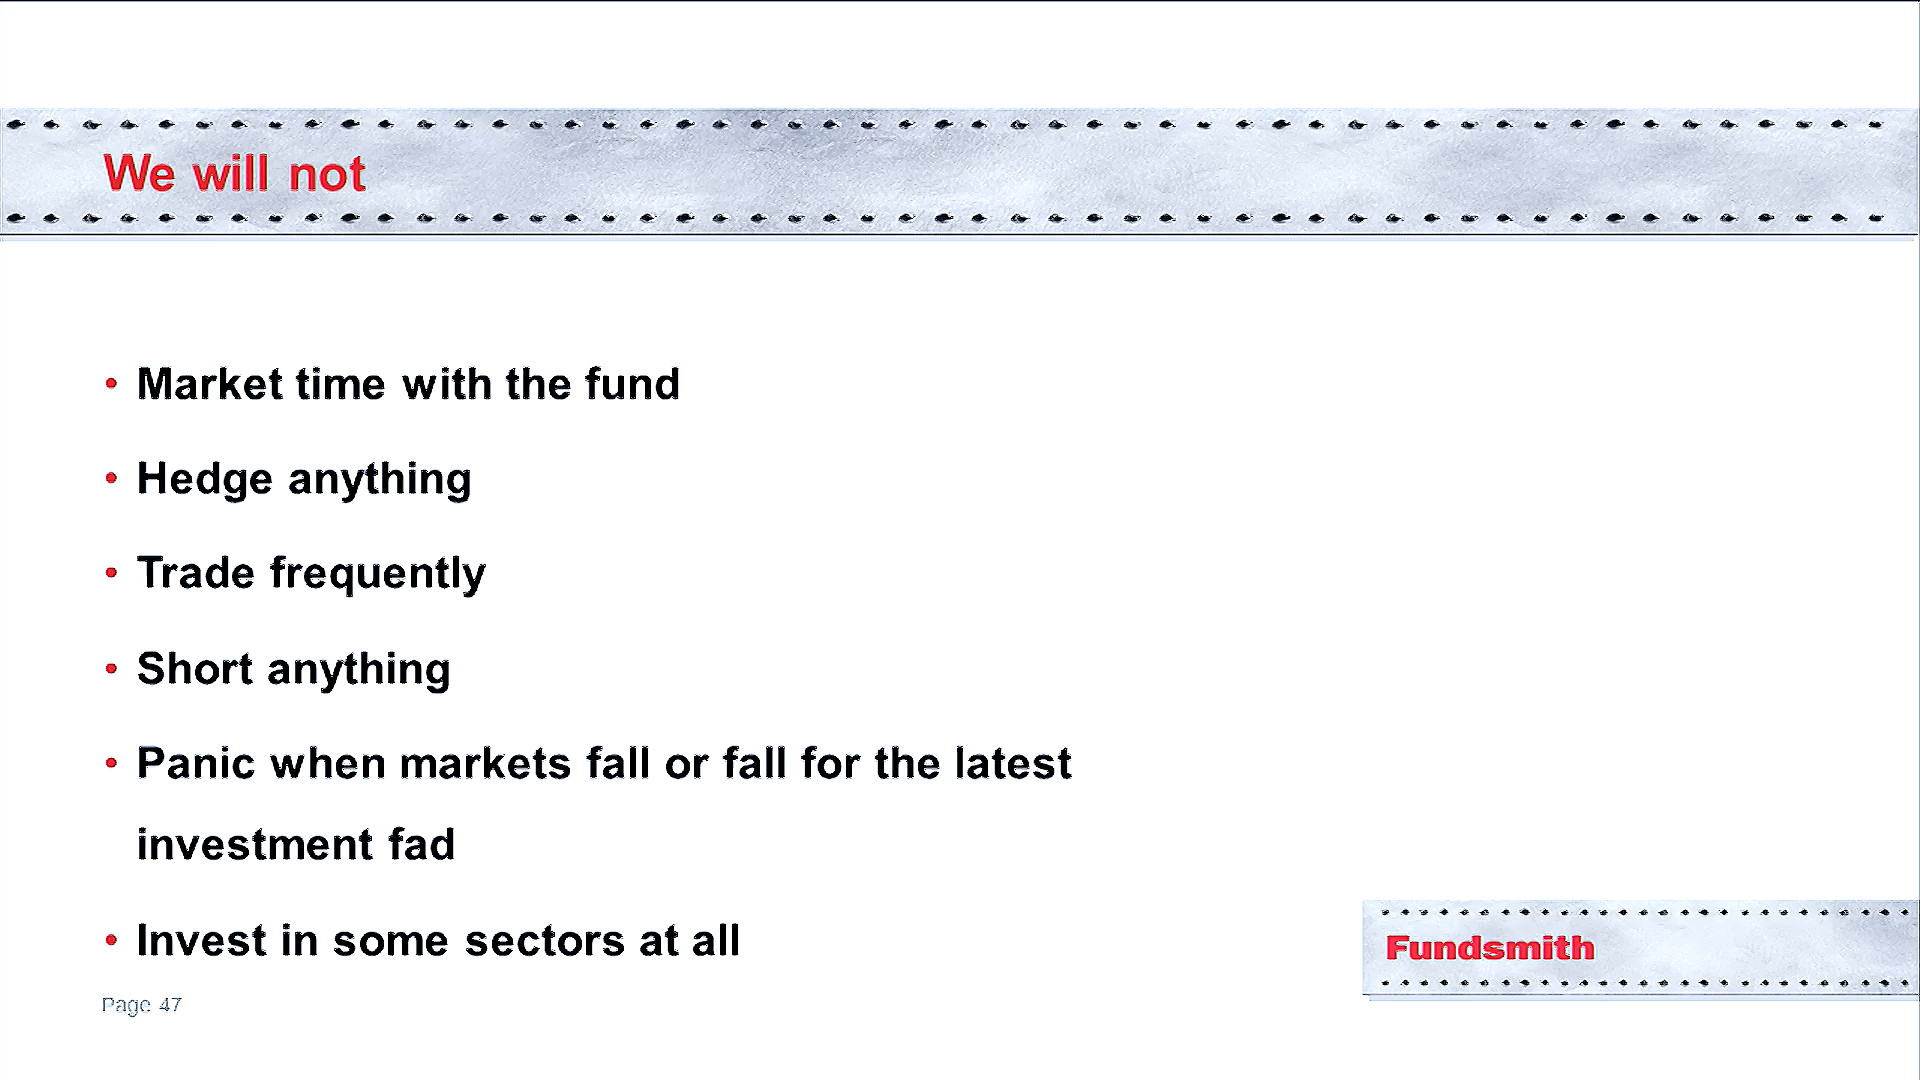 We will not
• Market time with the fund
• Hedge anything
• Trade frequently
• Short anything
• Panic when markets fall or fall for the latest
investment fad
• Invest in some sectors at all
Fundsmith
Page 47